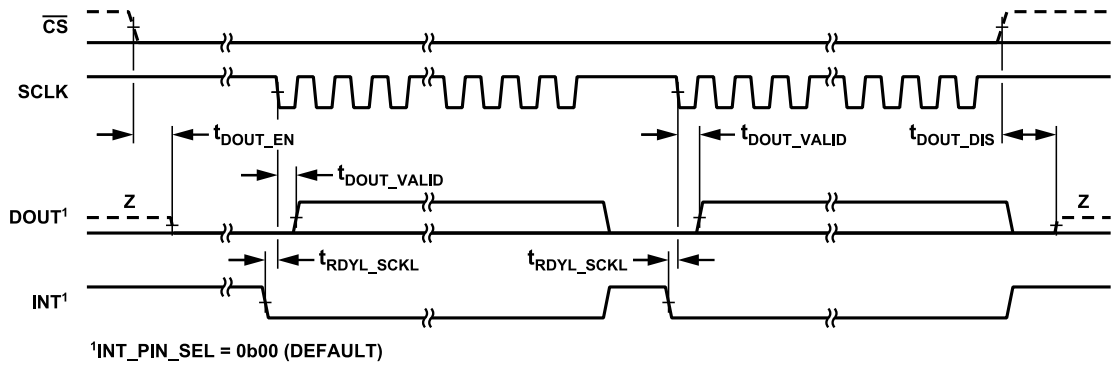 CS
SCLK
tDOUT_EN
tDOUT_VALID
tDOUT_DIS
tDOUT_VALID
Z
Z
DOUT¹
tRDYL_SCKL
tRDYL_SCKL
INT¹
¹INT_PIN_SEL = 0b00 (DEFAULT)